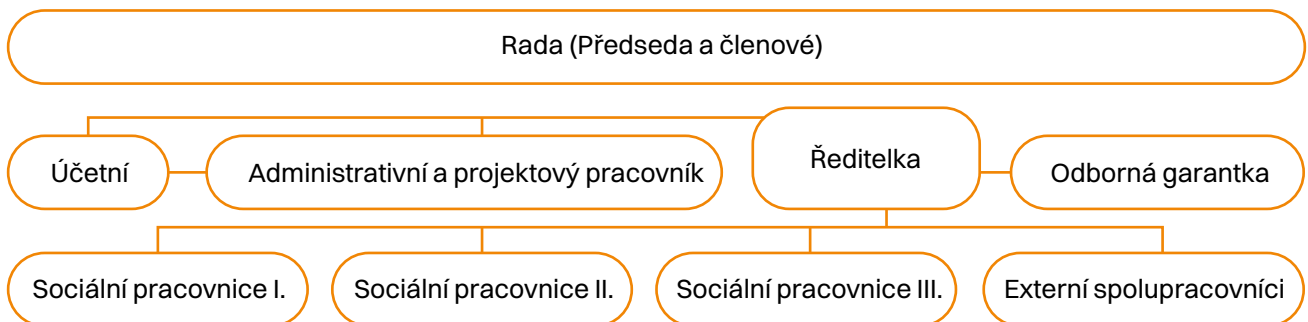 Rada (Předseda a členové)
Účetní
Administrativní a projektový pracovník
Ředitelka
Odborná garantka
Sociální pracovnice I.
Sociální pracovnice II.
Sociální pracovnice III.
Externí spolupracovníci